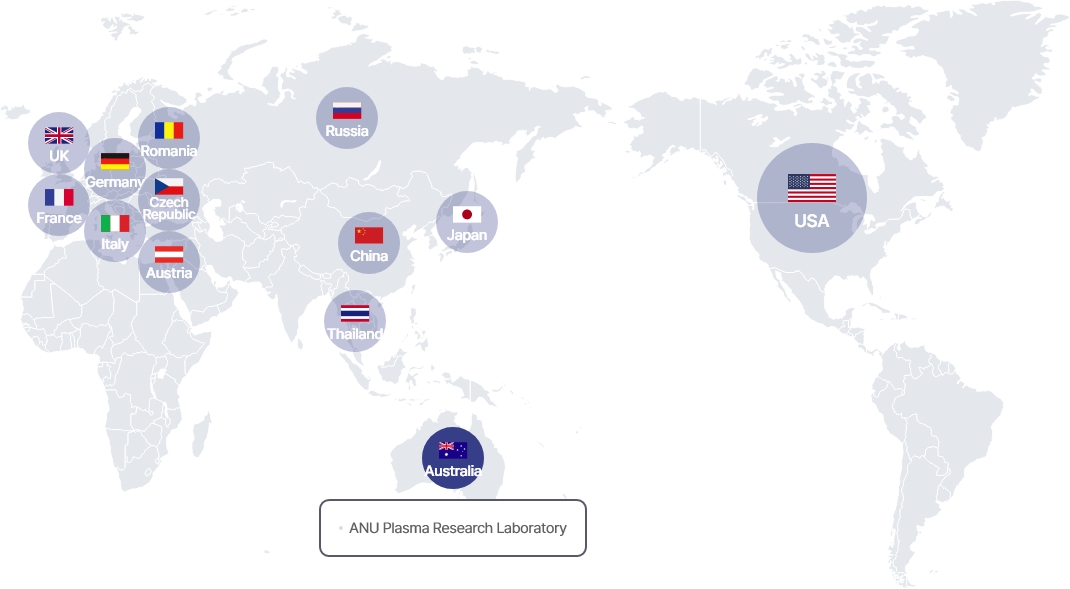 UK
Romania
Germany
Russia
France
Czech
Republic
Italy
Austria
China
Japan
USA
Thailand
Australia
ANU Plasma Research Laboratory